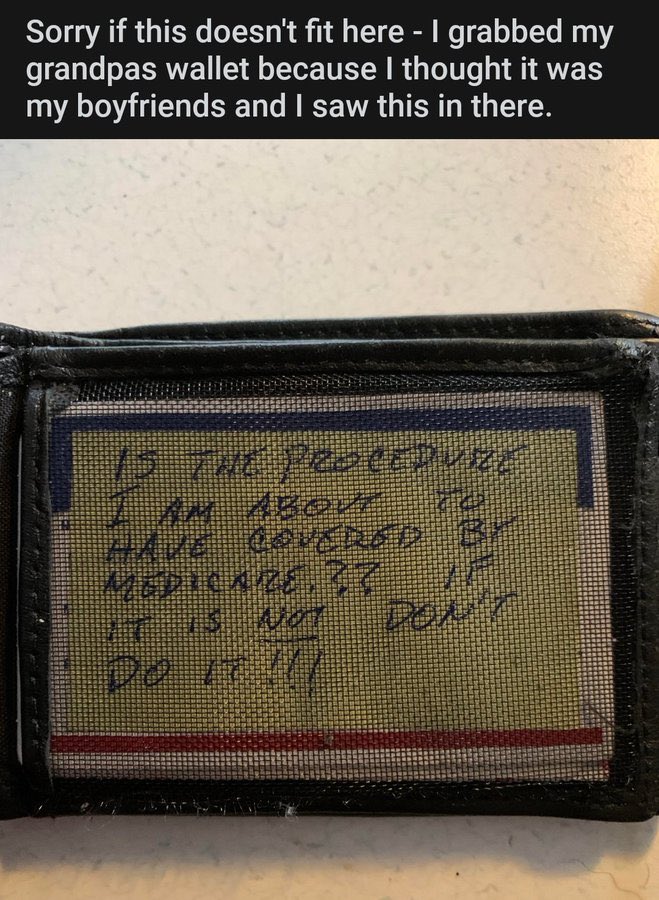 Sorry if this doesn't fit here - I grabbed my
grandpas wallet because I thought it was
my boyfriends and I saw this in there.
IS THE PROCEDURE
I AM ABOUT TO
HAVE COVERED BY
MEDICARE.?? IF
IT IS NOT DON'T
DO IT!!!